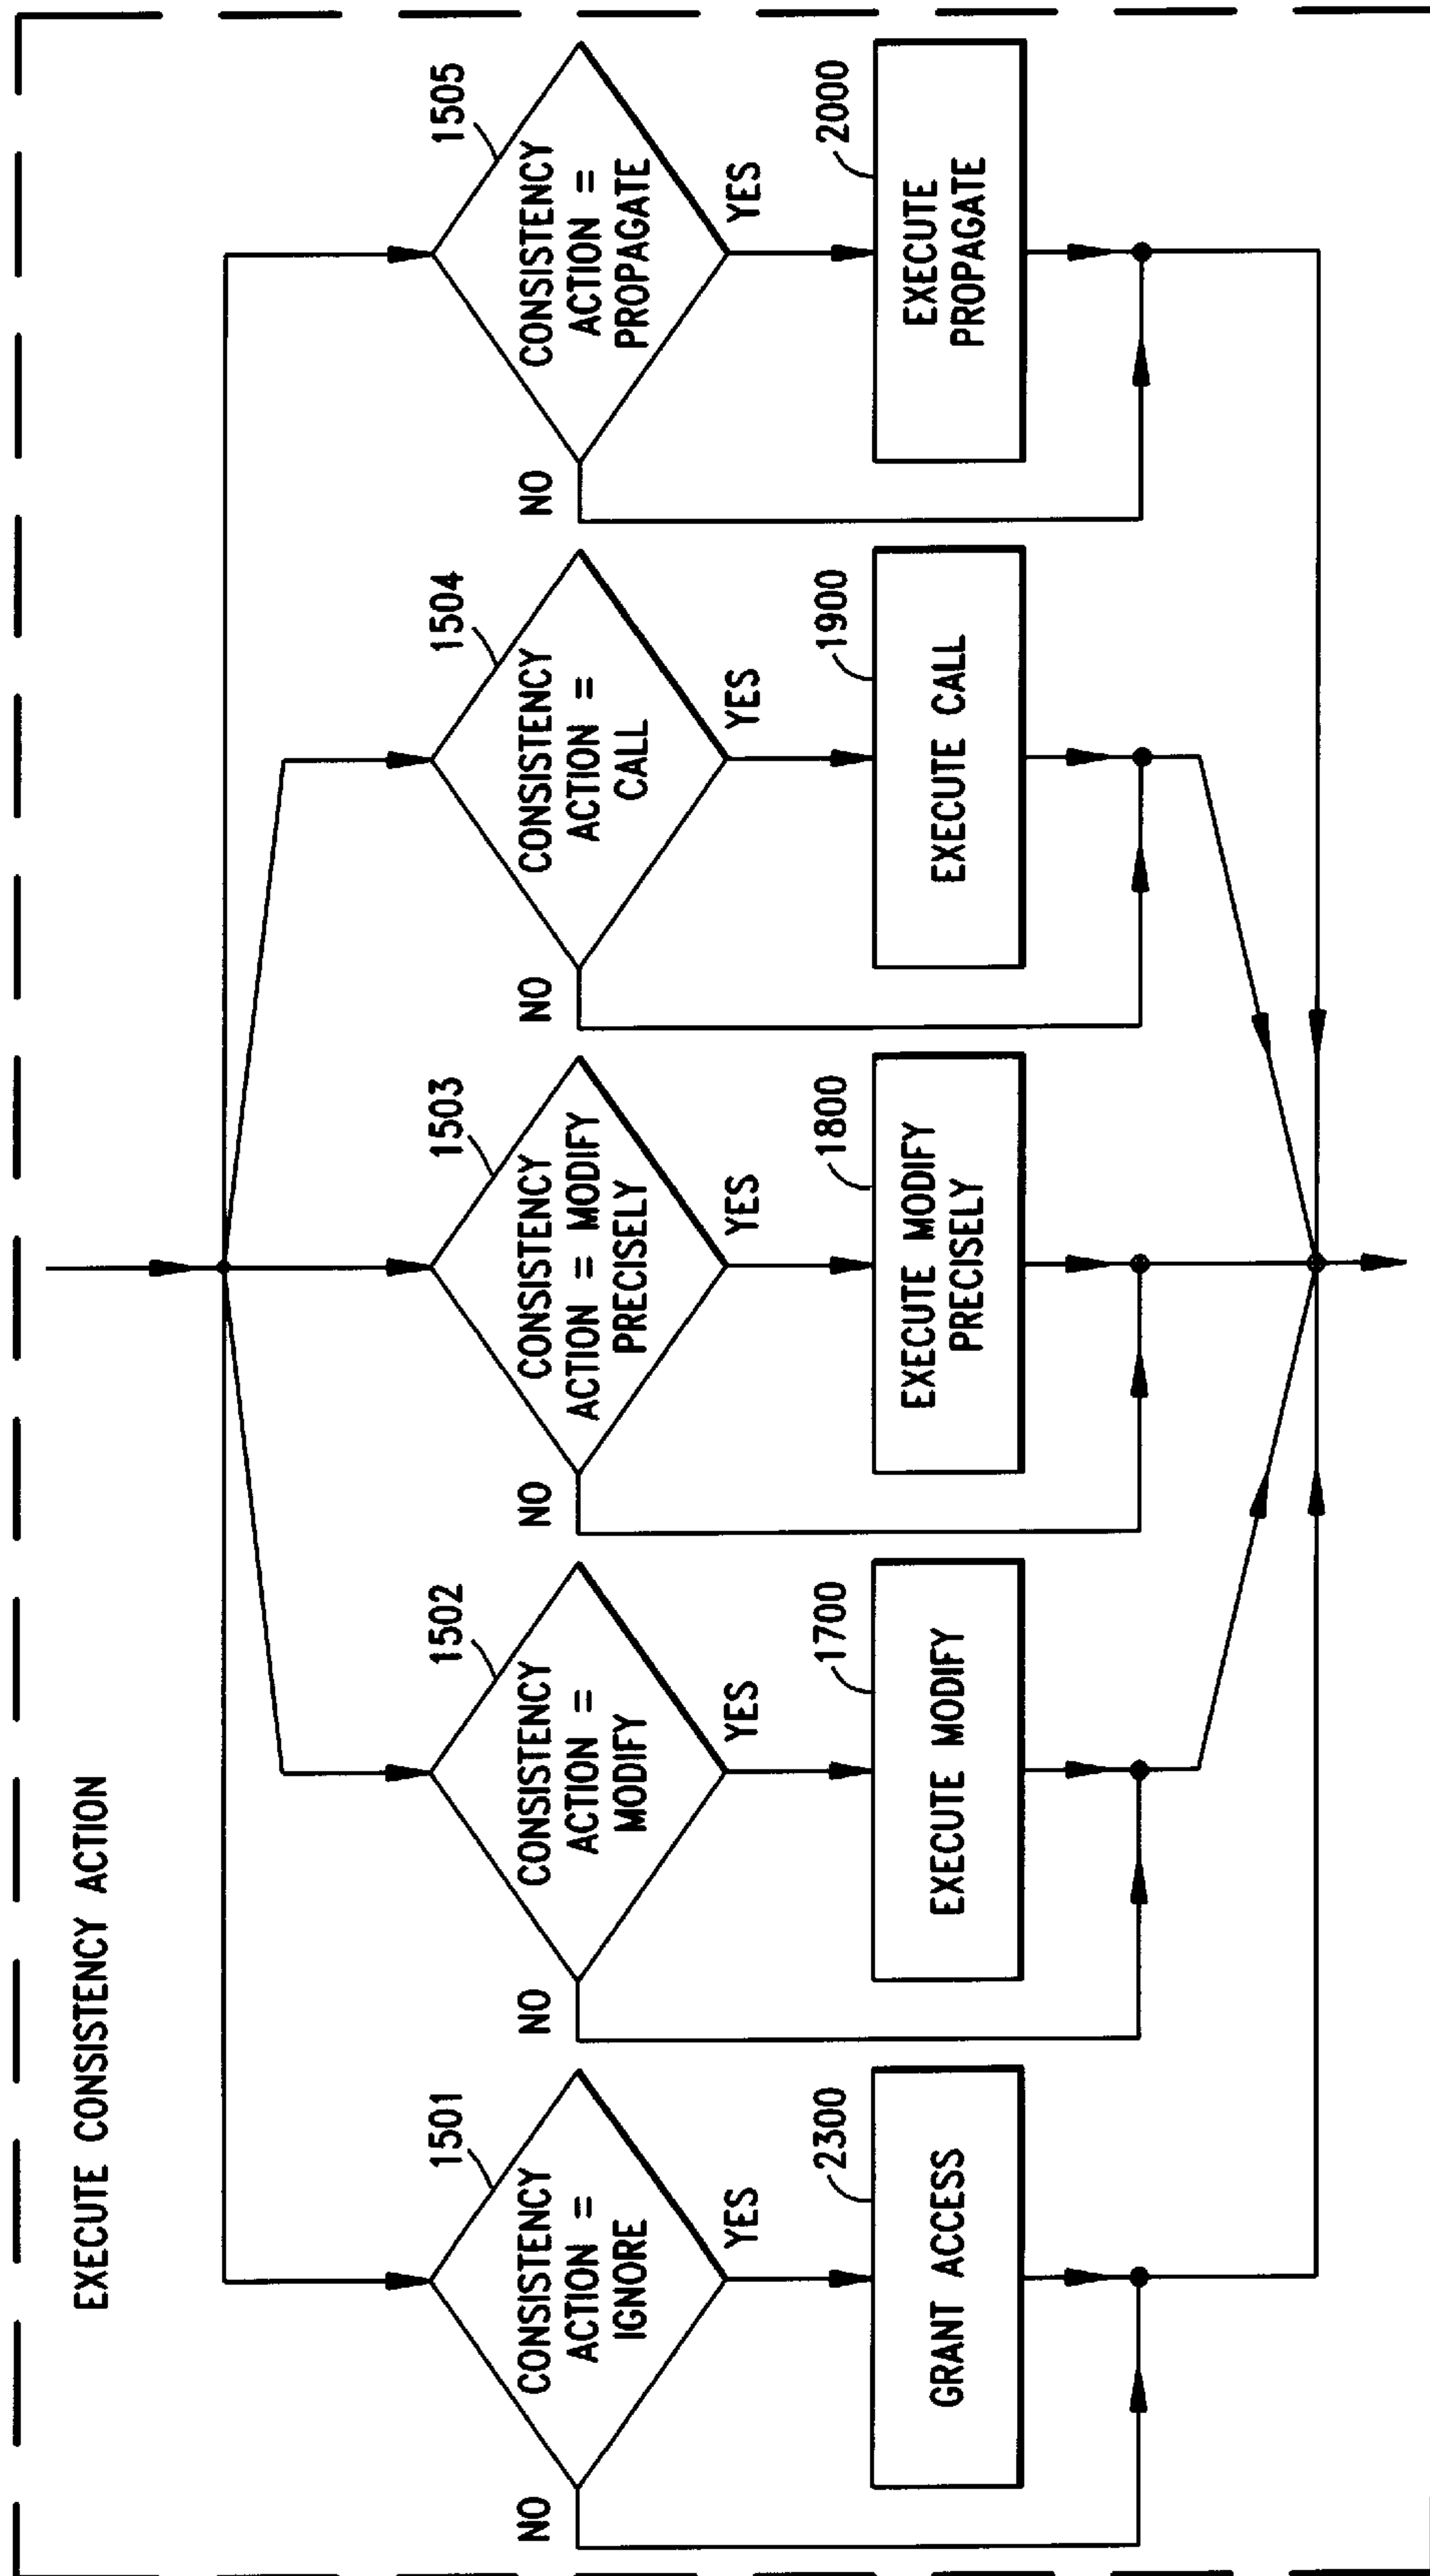 EXECUTE CONSISTENCY ACTION
1501
CONSISTENCY
ACTION =
IGNORE
NO
YES
2300
GRANT ACCESS
1502
CONSISTENCY
ACTION =
MODIFY
NO
YES
1700
EXECUTE MODIFY
1503
CONSISTENCY
ACTION = MODIFY
PRECISELY
NO
YES
1800
EXECUTE MODIFY
PRECISELY
1504
CONSISTENCY
ACTION =
CALL
NO
YES
1900
EXECUTE CALL
1505
CONSISTENCY
ACTION =
PROPAGATE
NO
YES
2000
EXECUTE
PROPAGATE